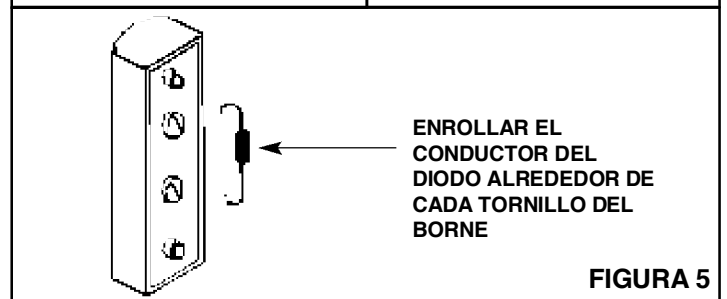 ENROLLAR EL
CONDUCTOR DEL
DIODO ALREDEDOR DE
CADA TORNILLO DEL
BORNE
FIGURA 5